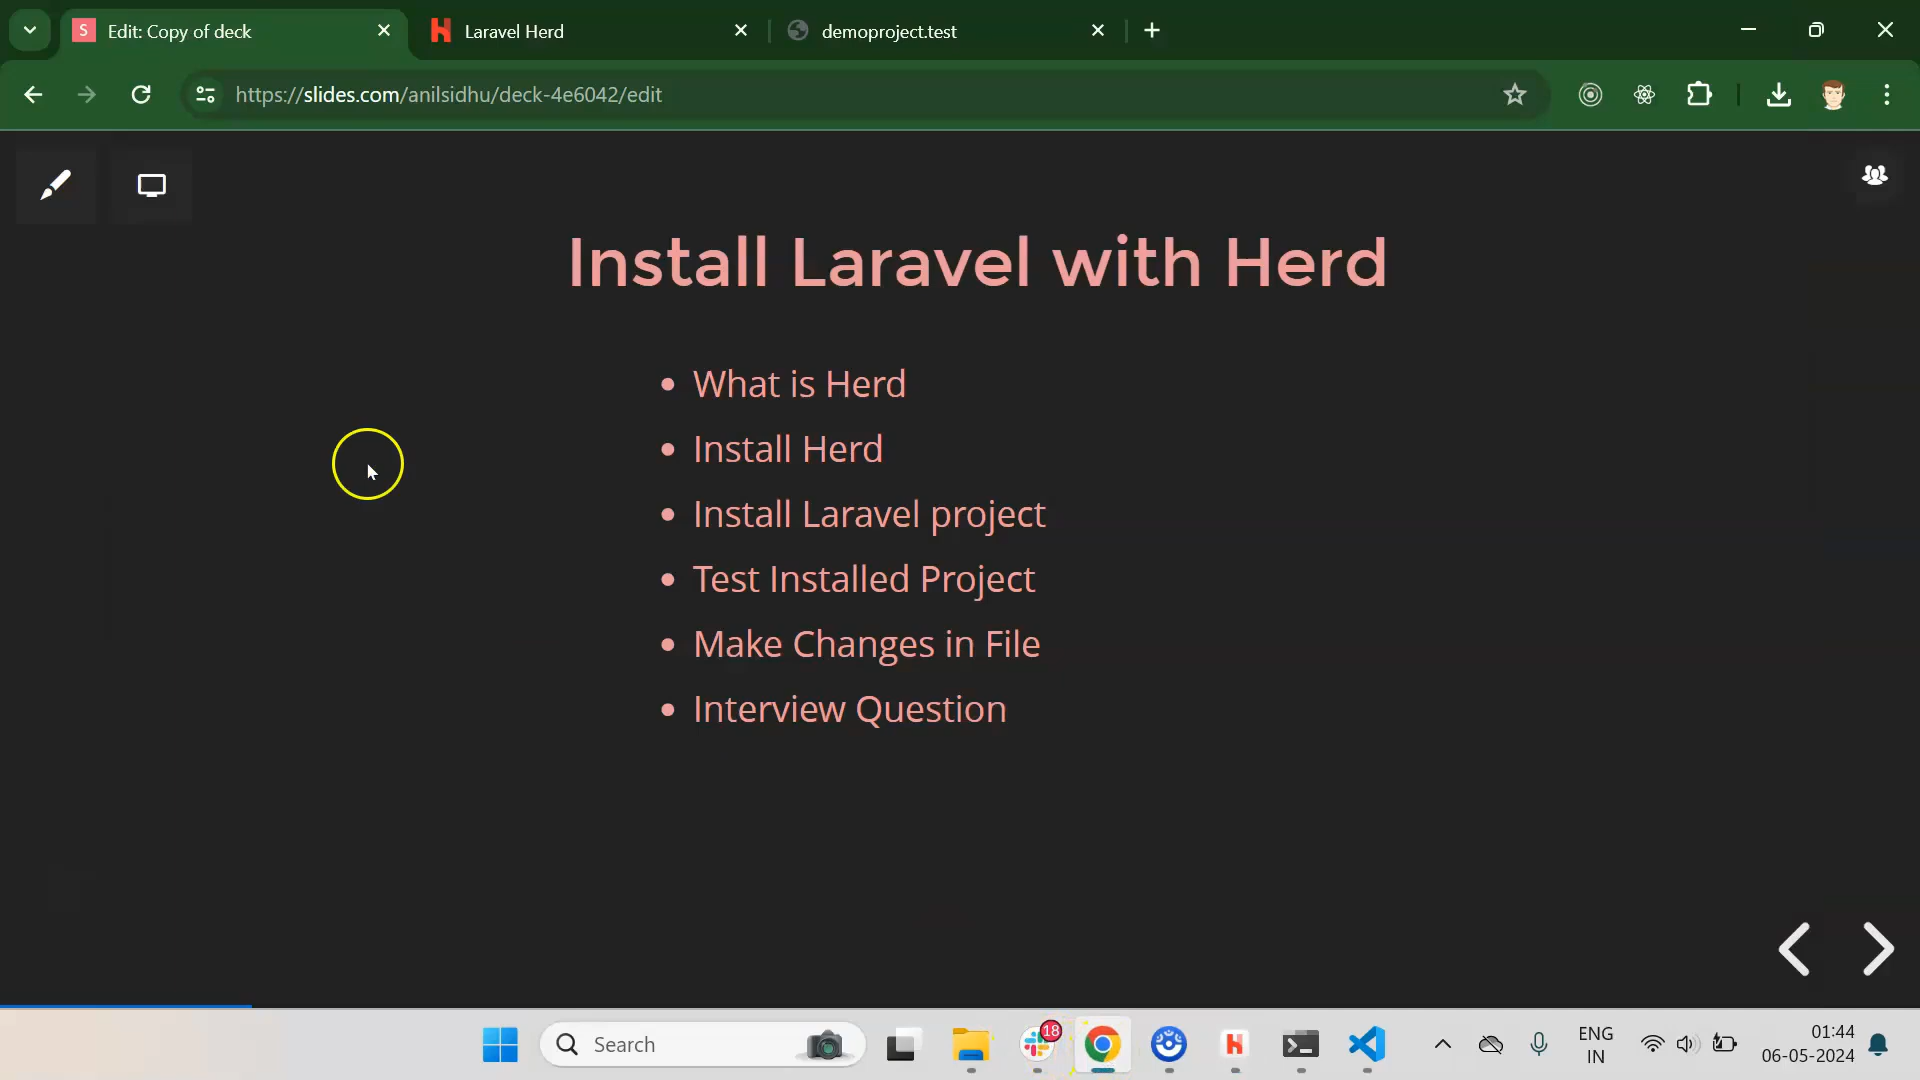 Edit: Copy of deck
Laravel Herd
demoproject.test
https://slides.com/anilsidhu/deck-4e6042/edit
Install Laravel with Herd
• What is Herd
• Install Herd
• Install Laravel project
• Test Installed Project
• Make Changes in File
• Interview Question
Search
18
ENG
IN
01:44
06-05-2024